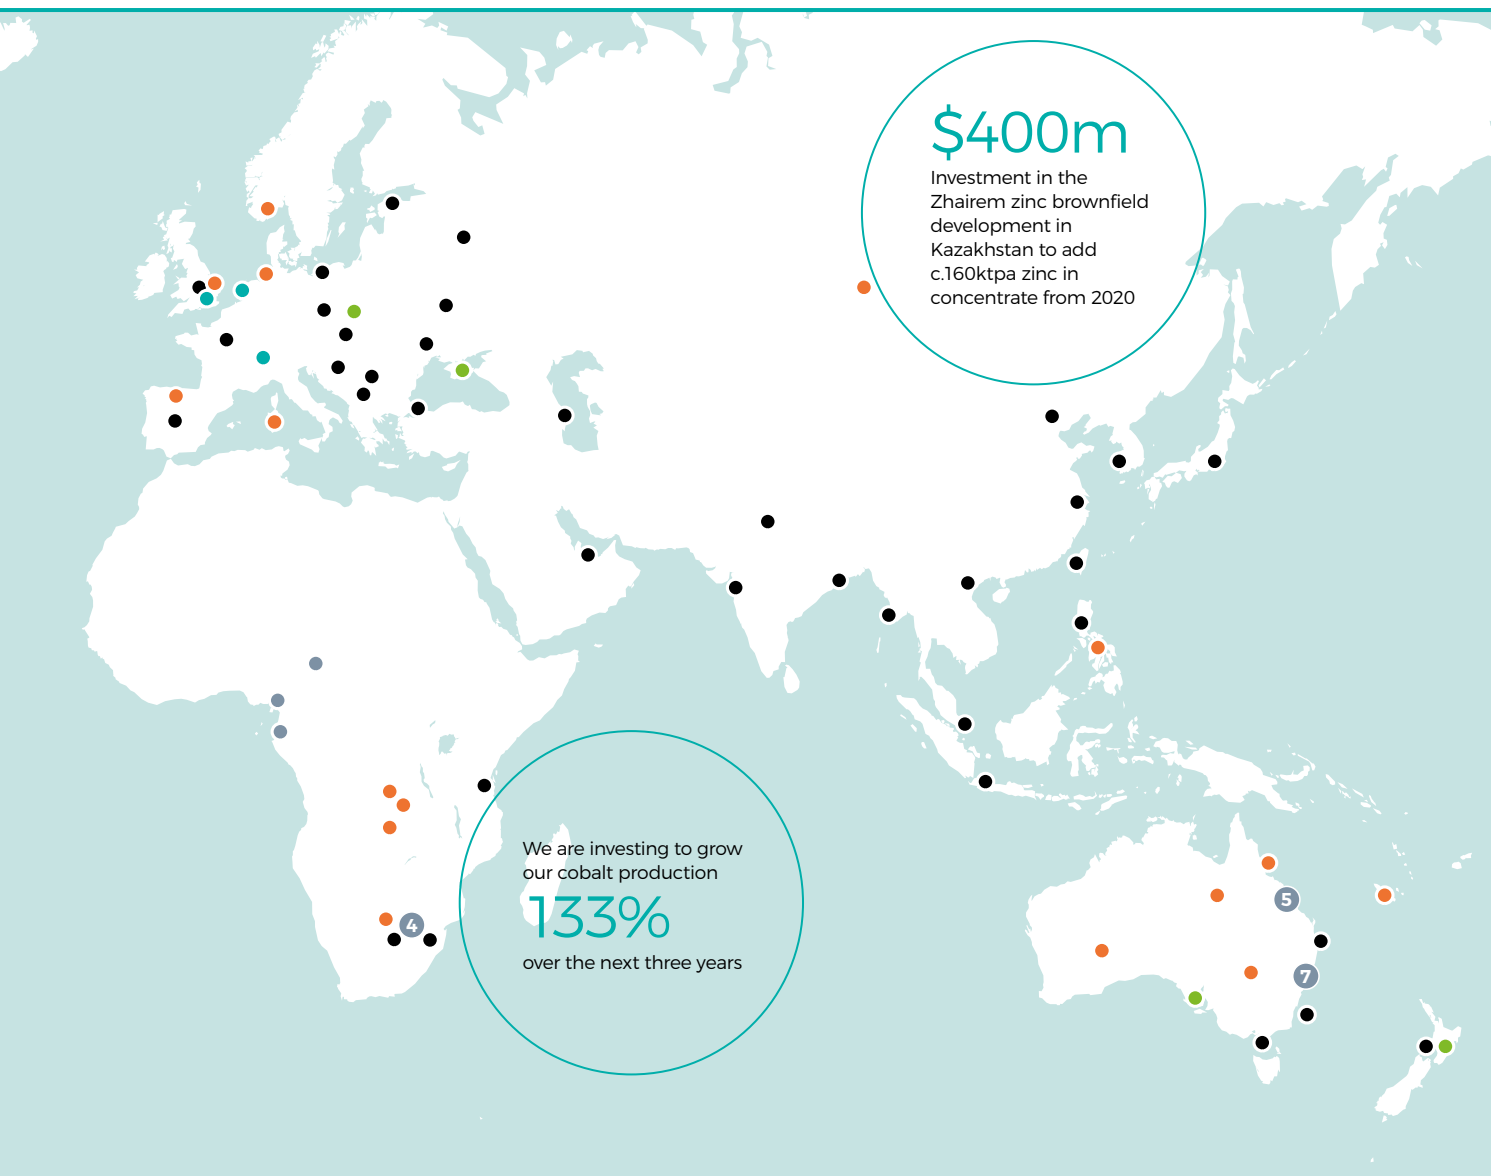 $400m
Investment in the
Zhairem zinc brownfield
development in
Kazakhstan to add
c.160ktpa zinc in
concentrate from 2020
We are investing to grow
our cobalt production
133%
over the next three years
4
5
7